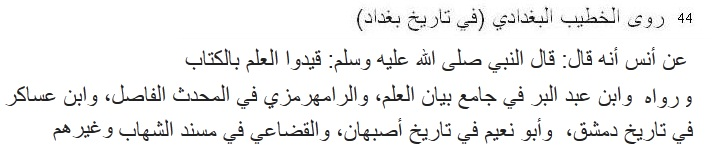 44 روى الخطيب البغدادي (في تاريخ بغداد)
عن أنس أنه قال: قال النبي صلى الله عليه وسلم: قيدوا العلم بالكتاب
و رواه وابن عبد البر في جامع بيان العلم، والرامهرمزي في المحدث الفاصل، وابن عساكر
في تاريخ دمشق، وأبو نعيم في تاريخ أصبهان، والقضاعي في مسند الشهاب وغيرهم